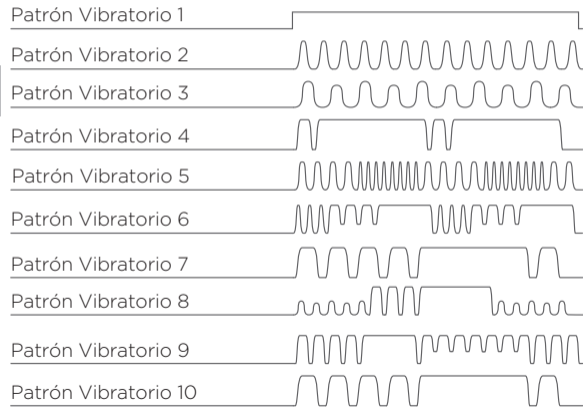 Patrón Vibratorio 1
Patrón Vibratorio 2
Patrón Vibratorio 3
Patrón Vibratorio 4
Patrón Vibratorio 5
Patrón Vibratorio 6
Patrón Vibratorio 7
Patrón Vibratorio 8
Patrón Vibratorio 9
Patrón Vibratorio 10